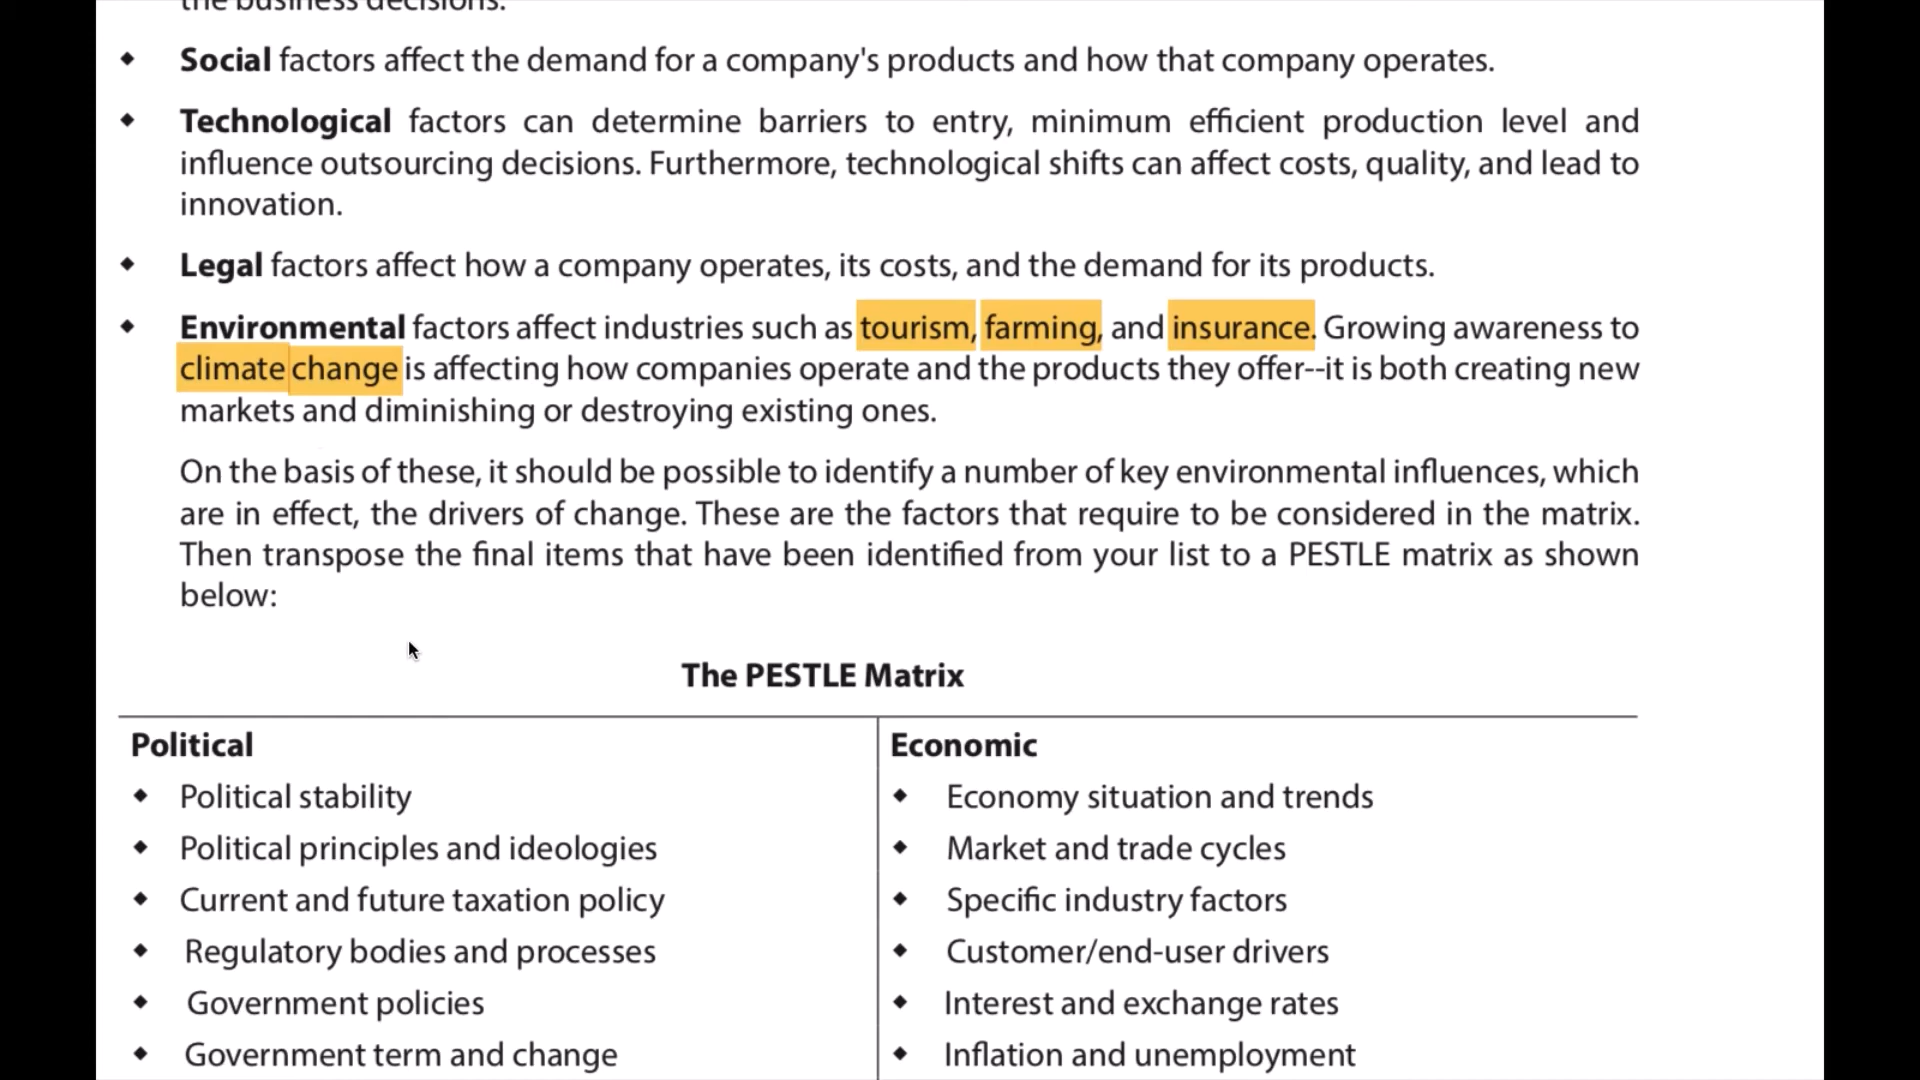 the business decisions.
◆ Social factors affect the demand for a company's products and how that company operates.
◆ Technological factors can determine barriers to entry, minimum efficient production level and
influence outsourcing decisions. Furthermore, technological shifts can affect costs, quality, and lead to
innovation.
◆ Legal factors affect how a company operates, its costs, and the demand for its products.
◆ Environmental factors affect industries such as tourism, farming, and insurance. Growing awareness to
climate change is affecting how companies operate and the products they offer--it is both creating new
markets and diminishing or destroying existing ones.
On the basis of these, it should be possible to identify a number of key environmental influences, which
are in effect, the drivers of change. These are the factors that require to be considered in the matrix.
Then transpose the final items that have been identified from your list to a PESTLE matrix as shown
below:
The PESTLE Matrix
Political
◆ Political stability
◆ Political principles and ideologies
◆ Current and future taxation policy
◆ Regulatory bodies and processes
◆ Government policies
◆ Government term and change
Economic
◆ Economy situation and trends
◆ Market and trade cycles
◆ Specific industry factors
◆ Customer/end-user drivers
◆ Interest and exchange rates
◆ Inflation and unemployment